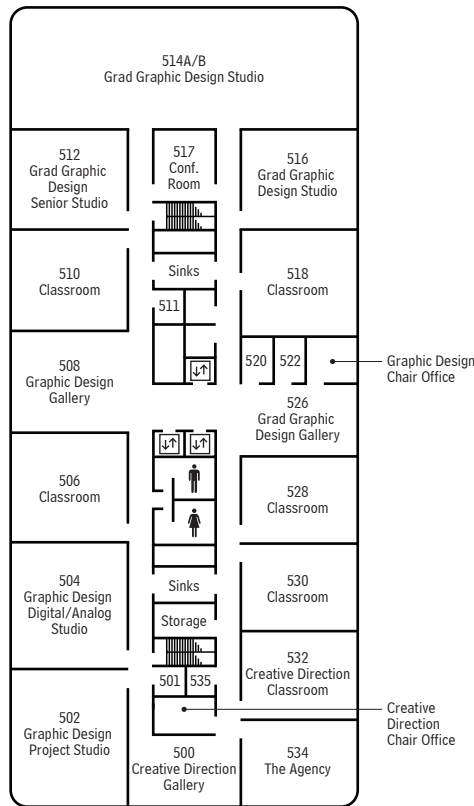 514A/B
Grad Graphic Design Studio
512
Grad Graphic
Design
Senior Studio
517
Conf.
Room
516
Grad Graphic
Design Studio
510
Classroom
Sinks
518
Classroom
511
508
Graphic Design
Gallery
520
522
Graphic Design
Chair Office
526
Grad Graphic
Design Gallery
506
Classroom
528
Classroom
504
Graphic Design
Digital/Analog
Studio
Sinks
530
Classroom
Storage
532
Creative Direction
Classroom
501
535
502
Graphic Design
Project Studio
Creative
Direction
Chair Office
500
Creative Direction
Gallery
534
The Agency